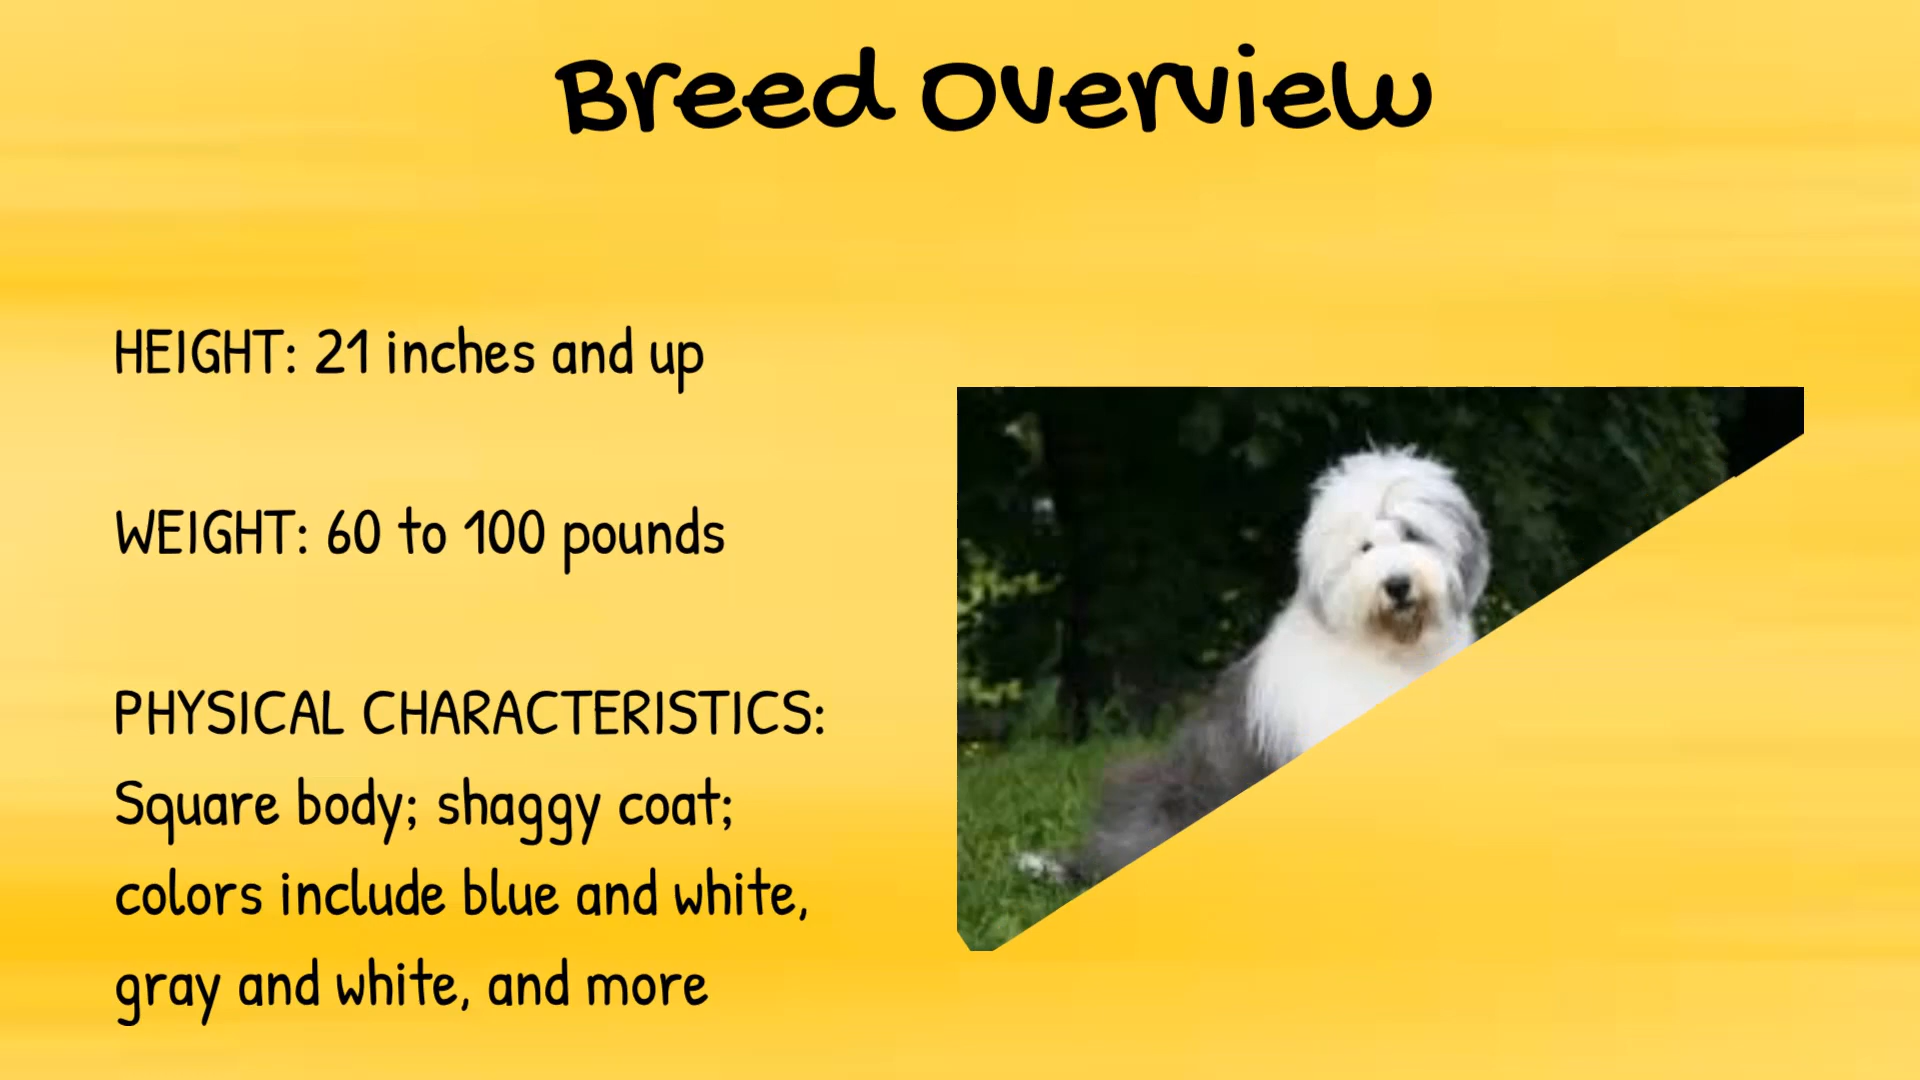 Breed Overview
HEIGHT: 21 inches and up
WEIGHT: 60 to 100 pounds
PHYSICAL CHARACTERISTICS:
Square body; shaggy coat;
colors include blue and white,
gray and white, and more